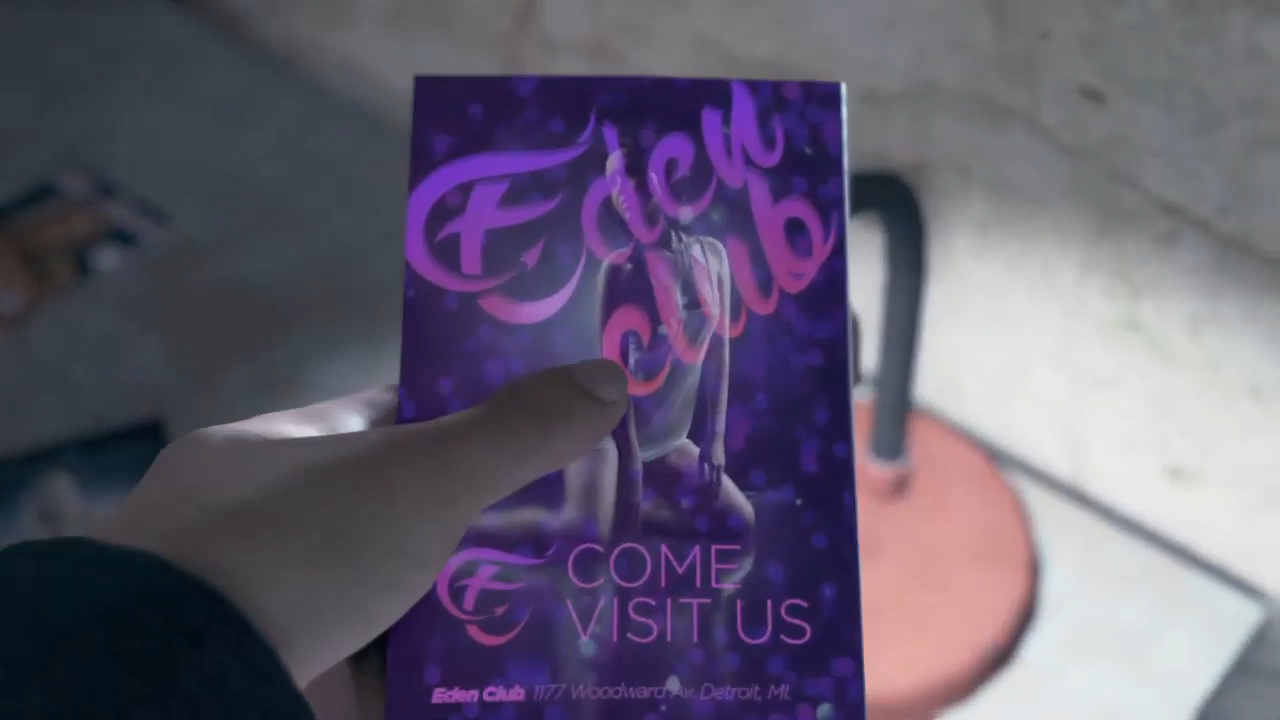 Eden
club
COME
VISIT US
Eden Club 1177 Woodward Av. Detroit, MI.